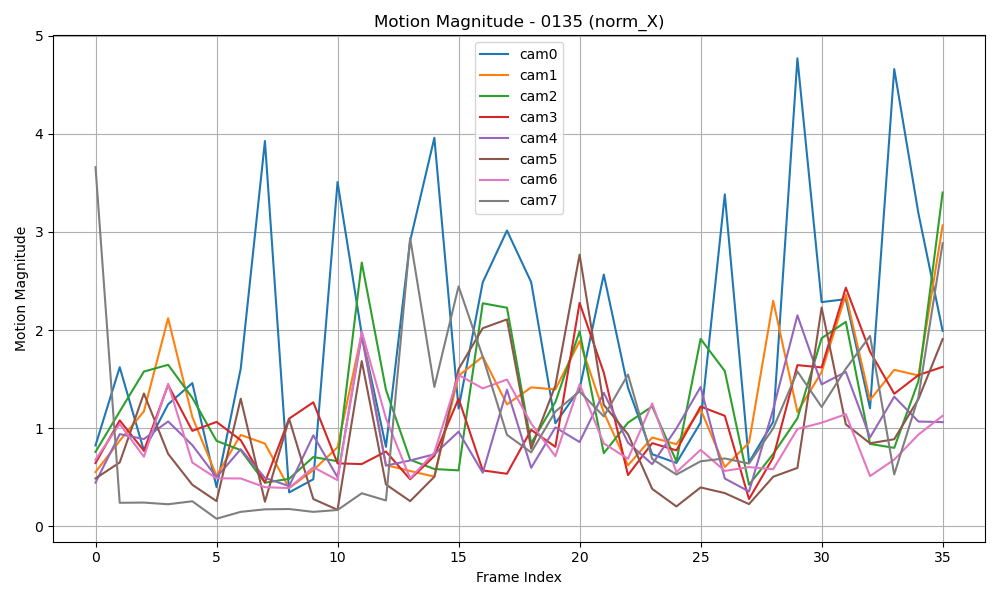 Motion Magnitude - 0135 (norm_X)
Motion Magnitude
5
4
3
2
1
0
cam0
cam1
cam2
cam3
cam4
cam5
cam6
cam7
0 5 10 15 20 25 30 35
Frame Index